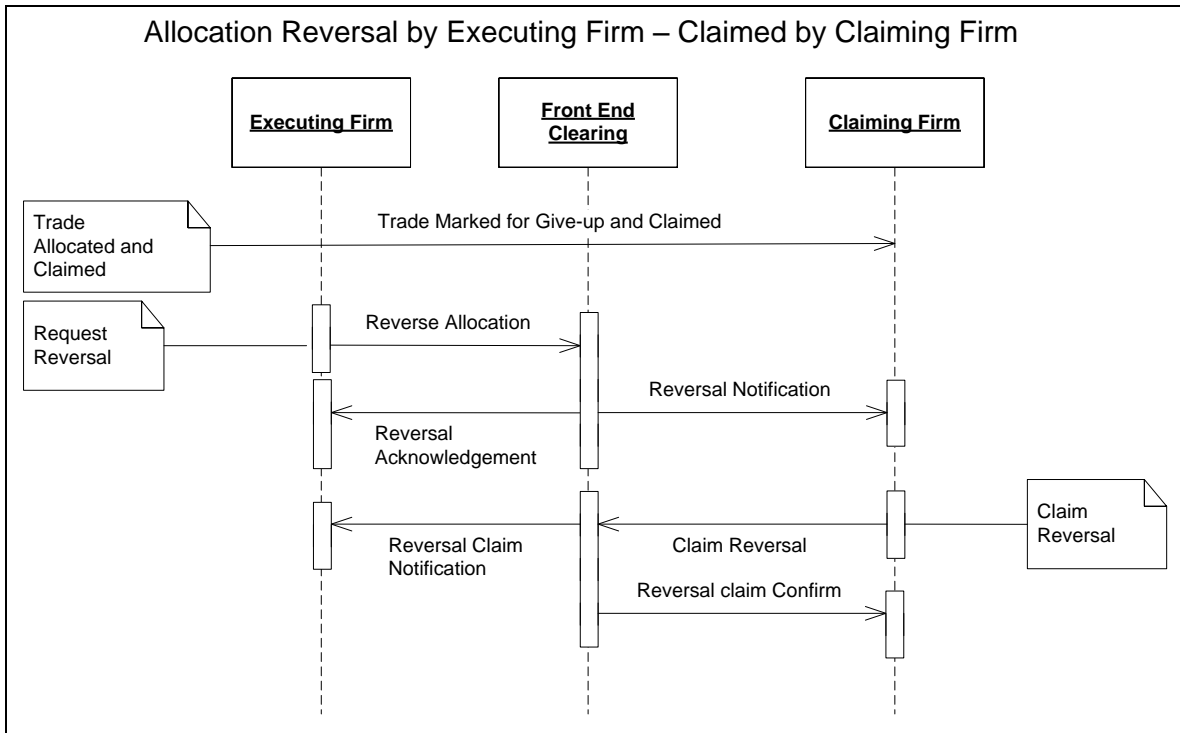 Allocation Reversal by Executing Firm – Claimed by Claiming Firm
Executing Firm
Front End
Clearing
Claiming Firm
Trade
Allocated and
Claimed
Trade Marked for Give-up and Claimed
Request
Reversal
Reverse Allocation
Reversal Notification
Reversal
Acknowledgement
Claim
Reversal
Reversal Claim
Notification
Claim Reversal
Reversal claim Confirm